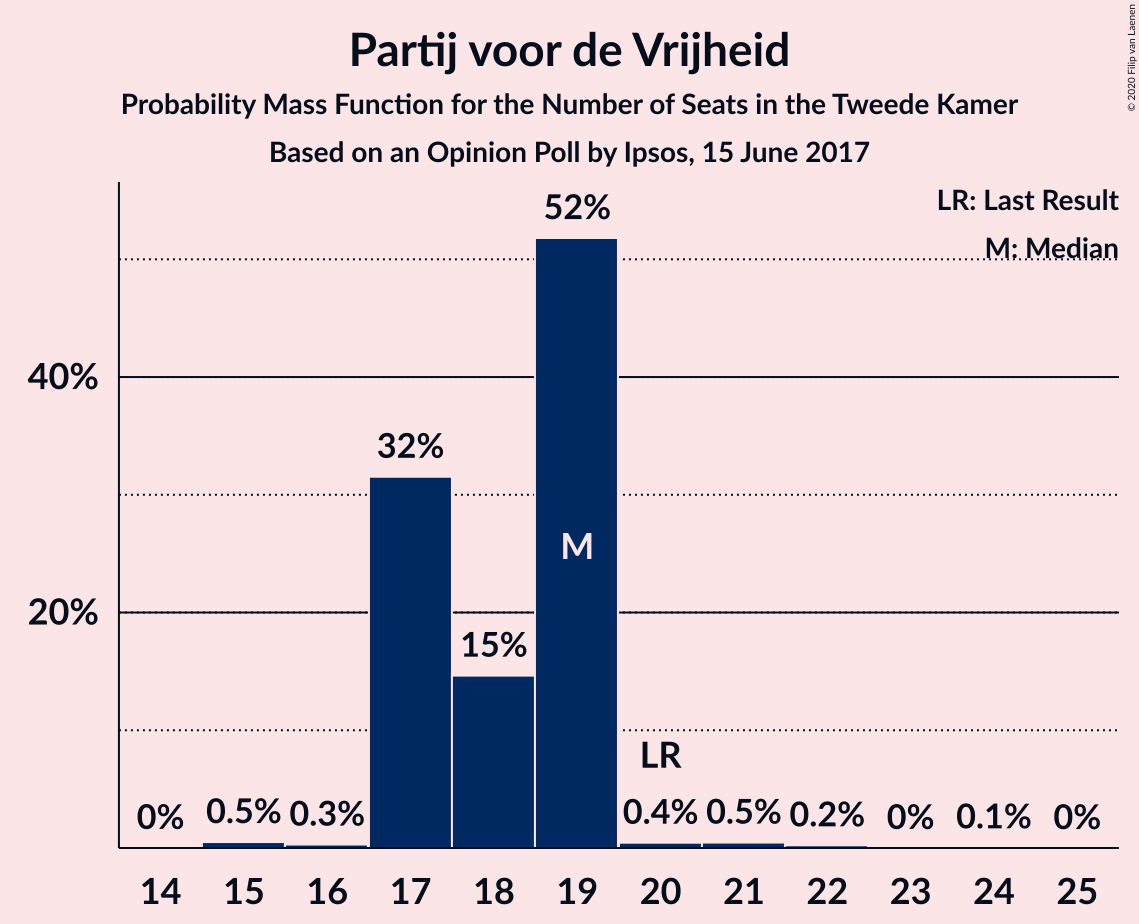 Partij voor de Vrijheid
Probability Mass Function for the Number of Seats in the Tweede Kamer
Based on an Opinion Poll by Ipsos, 15 June 2017
© 2020 Filip van Laenen
LR: Last Result
M: Median
52%
40%
32%
M
20%
15%
LR
0% 0.5% 0.3% 0.4% 0.5% 0.2% 0% 0.1% 0%
14 15 16 17 18 19 20 21 22 23 24 25